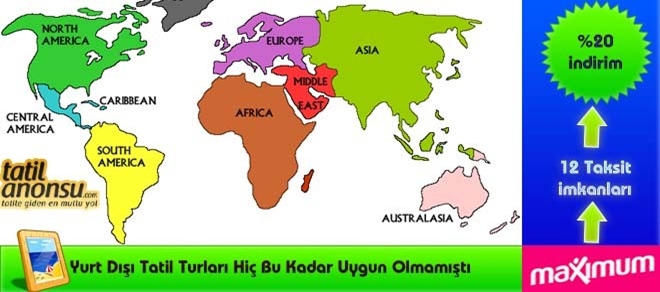 NORTH
AMERICA
EUROPE
ASIA
MIDDLE
EAST
CARIBBEAN
CENTRAL
AMERICA
AFRICA
SOUTH
AMERICA
AUSTRALASIA
tatil
anonsu.com
tatile giden en mutlu yol
%20
indirim
12 Taksit
imkanları
Yurt Dışı Tatil Turları Hiç Bu Kadar Uygun Olmamıştı
maximum